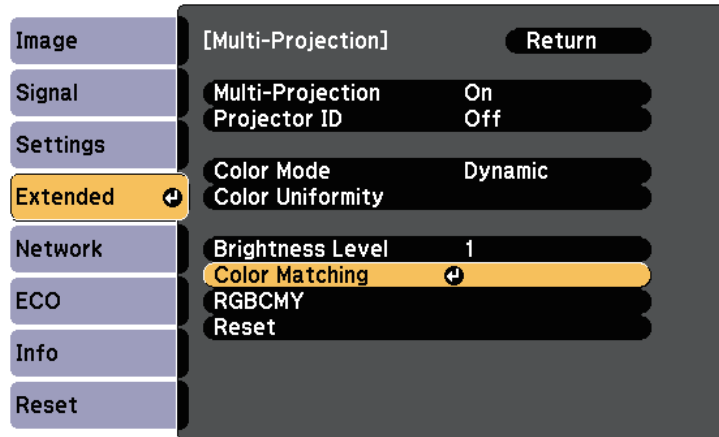 Image
Signal
Settings
Extended
Network
ECO
Info
Reset
[Multi-Projection] Return
Multi-Projection On
Projector ID Off
Color Mode Dynamic
Color Uniformity
Brightness Level 1
Color Matching
RGBCMY
Reset